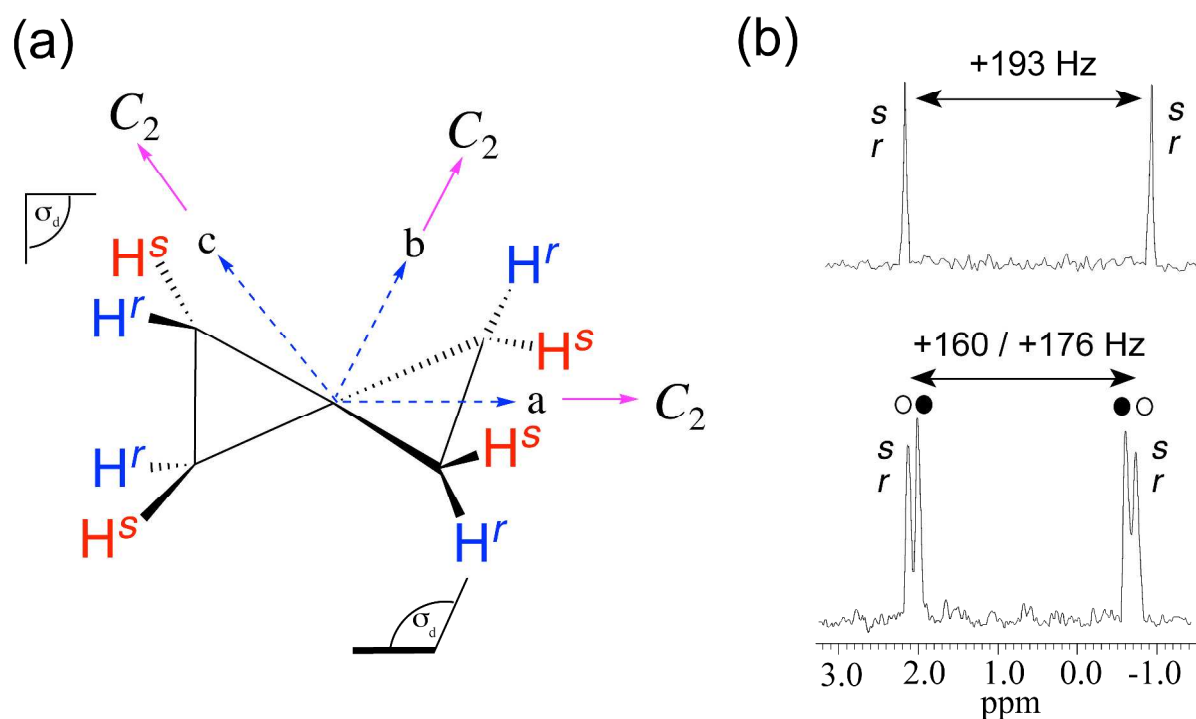 (a)
C₂
C₂
σd
c
b
Hˢ
Hʳ
Hʳ
Hˢ
a
C₂
Hʳ
Hˢ
Hˢ
Hʳ
σd
(b)
+193 Hz
s
r
s
r
+160 / +176 Hz
s
r
s
r
3.0 2.0 1.0 0.0 -1.0
ppm